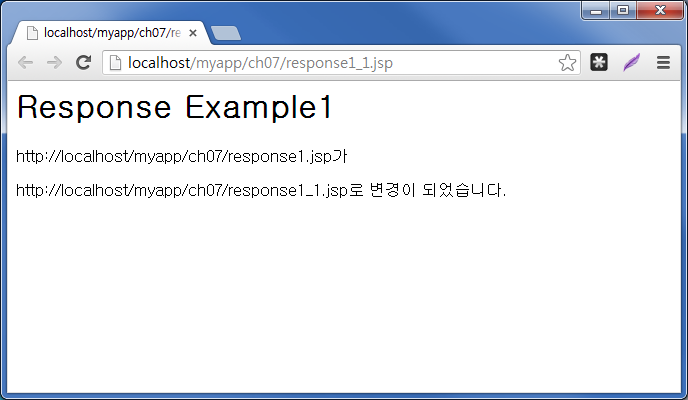 localhost/myapp/ch07/re
localhost/myapp/ch07/response1_1.jsp
Response Example1
http://localhost/myapp/ch07/response1.jsp가
http://localhost/myapp/ch07/response1_1.jsp로 변경이 되었습니다.